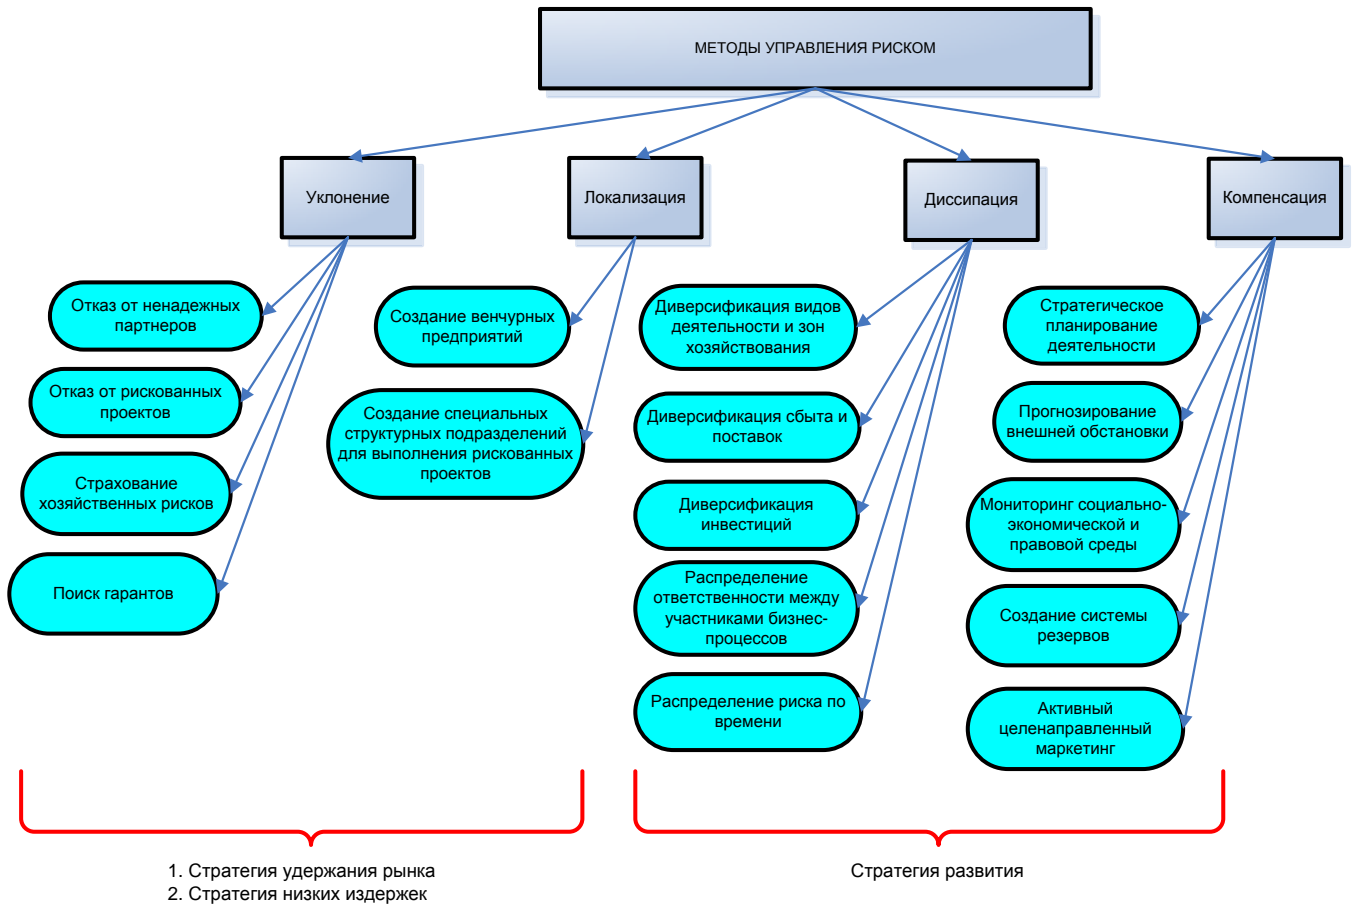 МЕТОДЫ УПРАВЛЕНИЯ РИСКОМ
Уклонение
Локализация
Диссипация
Компенсация
Отказ от ненадежных
партнеров
Отказ от рискованных
проектов
Страхование
хозяйственных рисков
Поиск гарантов
Создание венчурных
предприятий
Создание специальных
структурных подразделений
для выполнения рискованных
проектов
Диверсификация видов
деятельности и зон
хозяйствования
Диверсификация сбыта и
поставок
Диверсификация
инвестиций
Распределение
ответственности между
участниками бизнес-
процессов
Распределение риска по
времени
Стратегическое
планирование
деятельности
Прогнозирование
внешней обстановки
Мониторинг социально-
экономической и
правовой среды
Создание системы
резервов
Активный
целенаправленный
маркетинг
1. Стратегия удержания рынка
2. Стратегия низких издержек
Стратегия развития